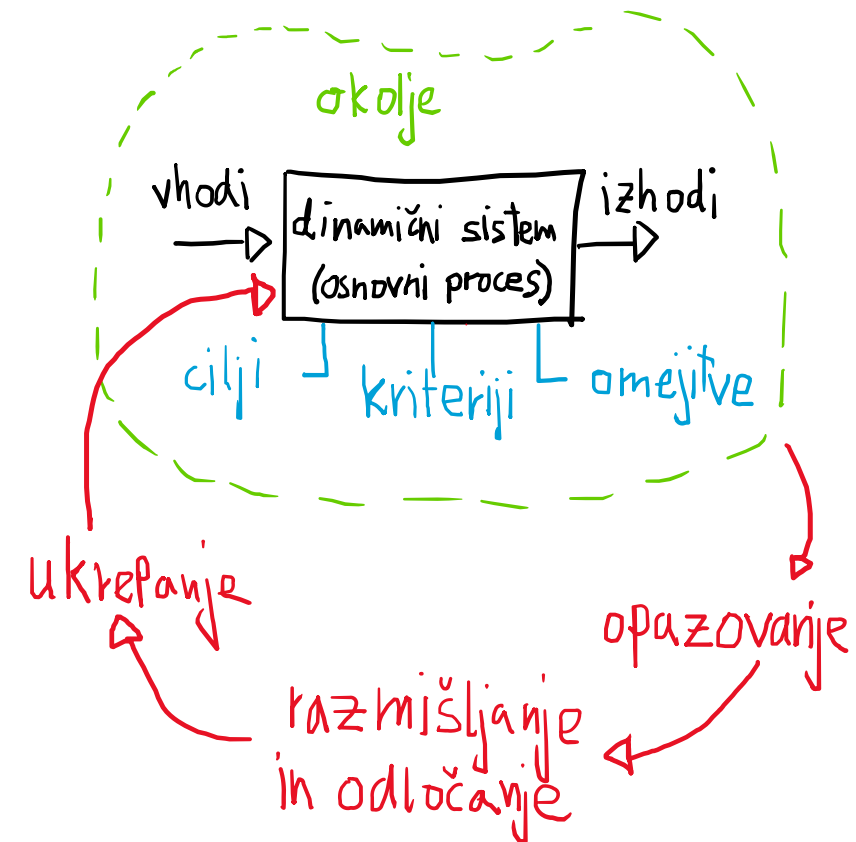 okolje
vhodi
izhodi
dinamični sistem
(osnovni proces)
cilji
kriteriji
omejitve
ukrepanje
opazovanje
razmišljanje
in odločanje